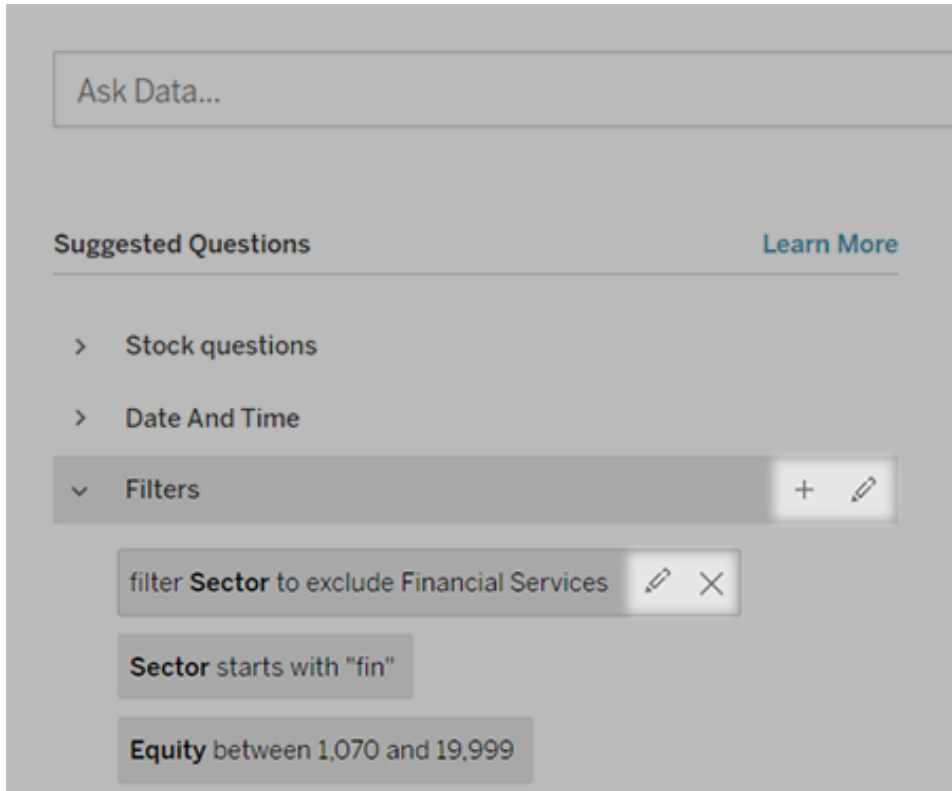 Ask Data...
Suggested Questions Learn More
Stock questions
Date And Time
Filters
filter Sector to exclude Financial Services
Sector starts with "fin"
Equity between 1,070 and 19,999